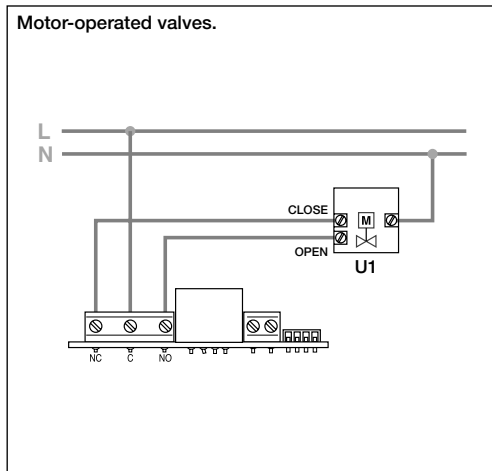 Motor-operated valves.
L
N
CLOSE
M
OPEN
U1
NC C NO